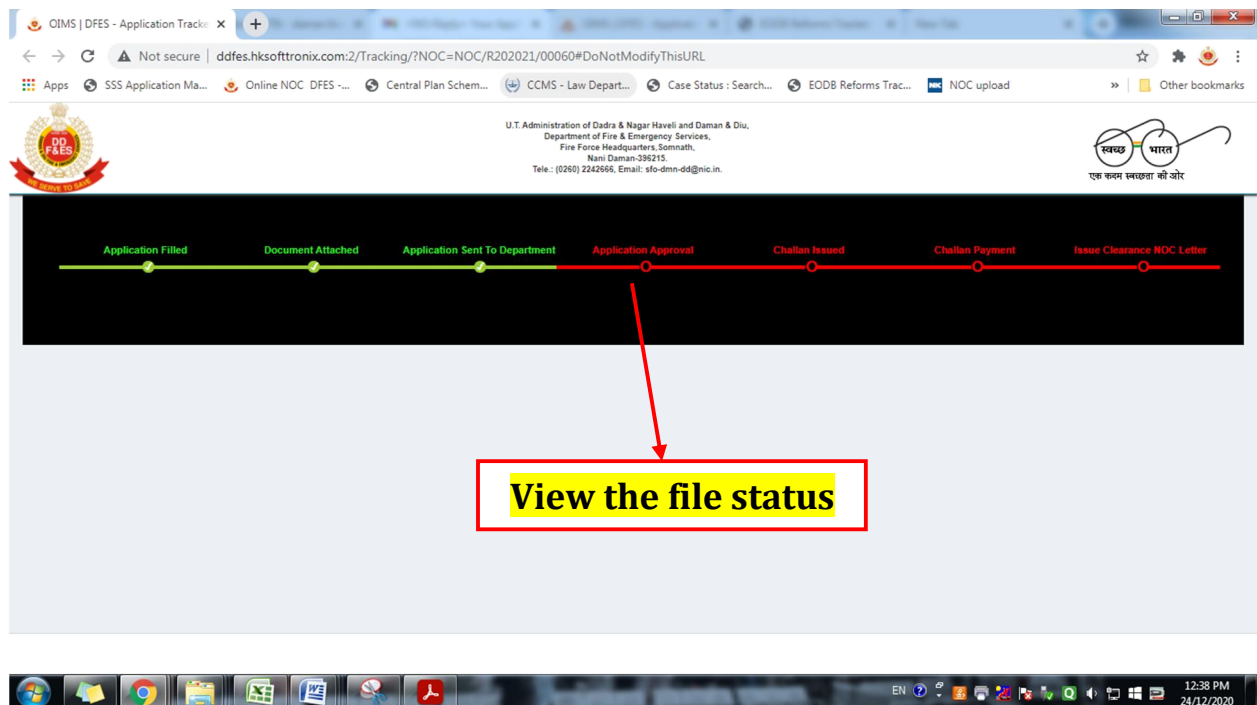 OIMS | DFES - Application Tracke
Not secure | ddfes.hksofttronix.com:2/Tracking/?NOC=NOC/R202021/00060#DoNotModifyThisURL
Apps SSS Application Ma... Online NOC DFES -... Central Plan Schem... CCMS - Law Depart... Case Status : Search... EODB Reforms Trac... NIC NOC upload » Other bookmarks
DD
F&ES
WE SERVE TO SAVE
U.T. Administration of Dadra & Nagar Haveli and Daman & Diu,
Department of Fire & Emergency Services,
Fire Force Headquarters, Somnath,
Nani Daman-396215.
Tele.: (0260) 2242666, Email: sfo-dmn-dd@nic.in.
स्वच्छ भारत
एक कदम स्वच्छता की ओर
Application Filled Document Attached Application Sent To Department Application Approval Challan Issued Challan Payment Issue Clearance NOC Letter
View the file status
EN 12:38 PM
24/12/2020